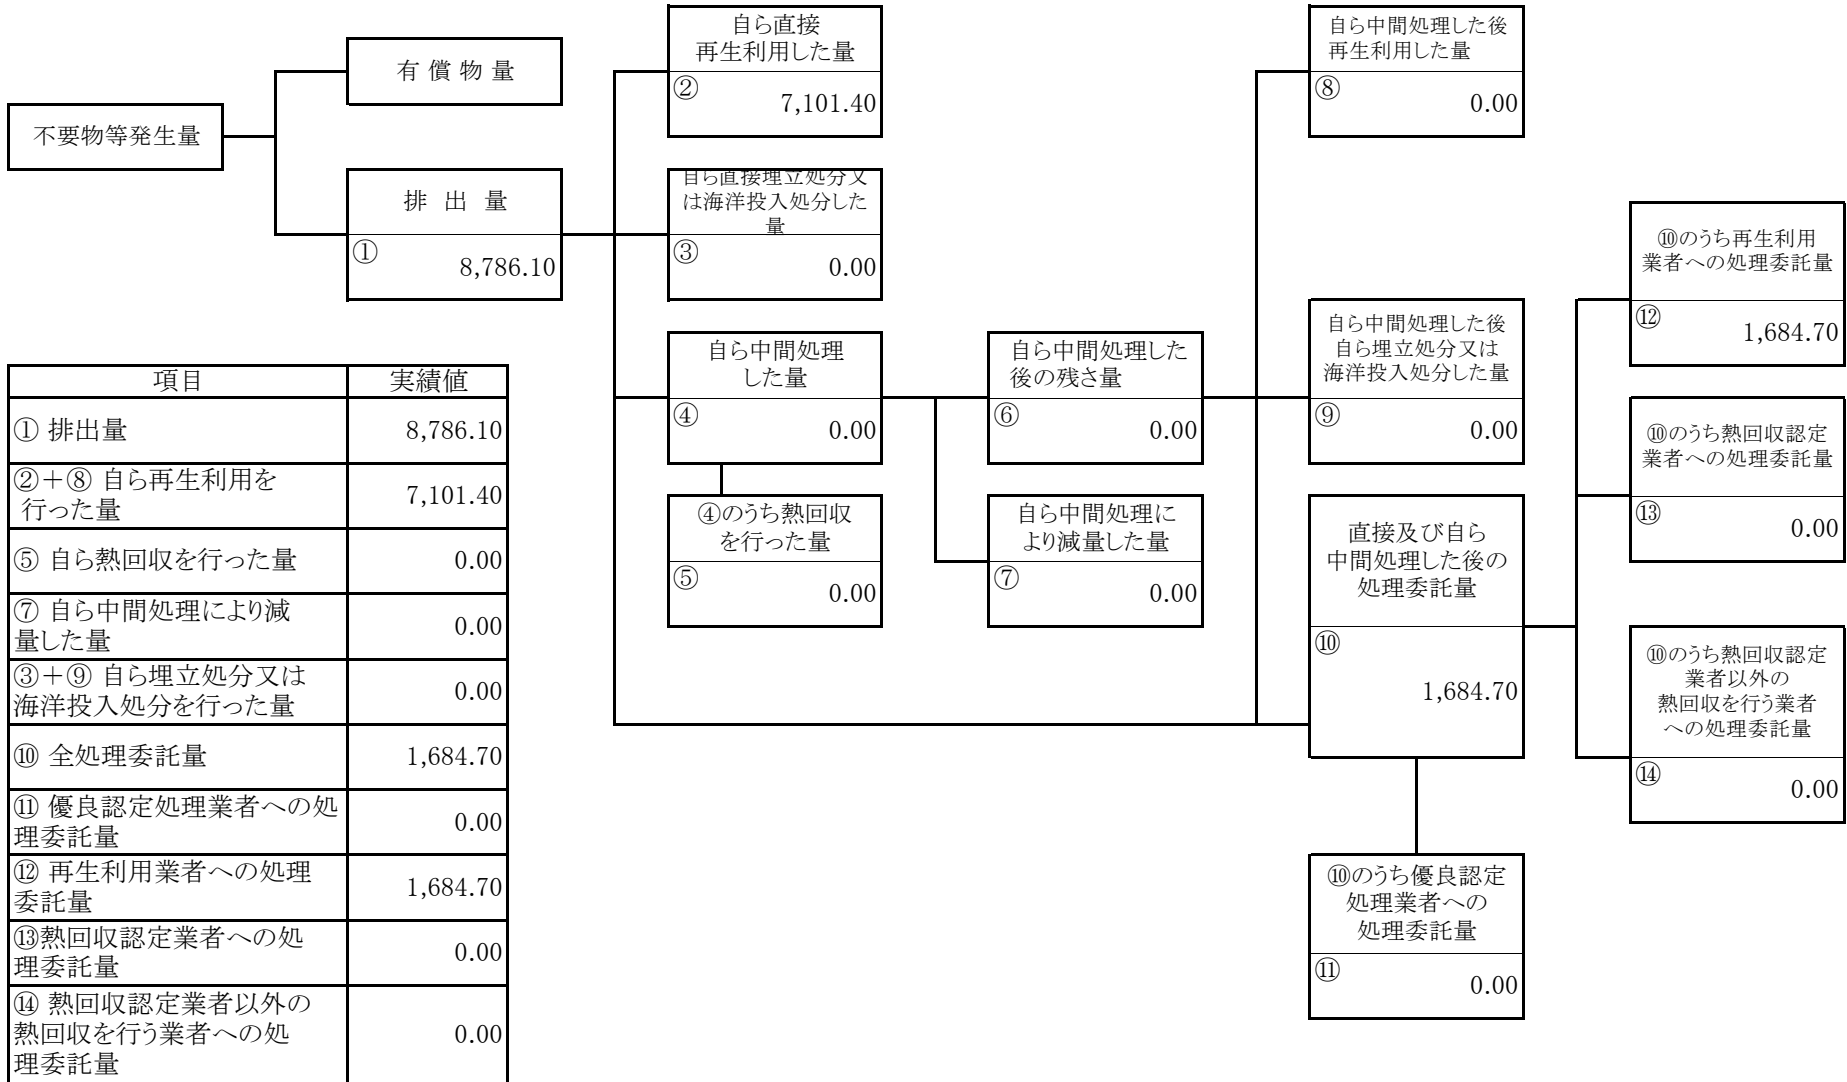 不要物等発生量
有 償 物 量
排 出 量
①
8,786.10
自ら直接
再生利用した量
②
7,101.40
自ら直接埋立処分又
は海洋投入処分した
量
③
0.00
自ら中間処理
した量
④
0.00
④のうち熱回収
を行った量
⑤
0.00
自ら中間処理した
後の残さ量
⑥
0.00
自ら中間処理に
より減量した量
⑦
0.00
自ら中間処理した後
再生利用した量
⑧
0.00
自ら中間処理した後
自ら埋立処分又は
海洋投入処分した量
⑨
0.00
直接及び自ら
中間処理した後の
処理委託量
⑩
1,684.70
⑩のうち優良認定
処理業者への
処理委託量
⑪
0.00
⑩のうち再生利用
業者への処理委託量
⑫
1,684.70
⑩のうち熱回収認定
業者への処理委託量
⑬
0.00
⑩のうち熱回収認定
業者以外の
熱回収を行う業者
への処理委託量
⑭
0.00
項目 実績値
① 排出量 8,786.10
②+⑧ 自ら再生利用を
行った量 7,101.40
⑤ 自ら熱回収を行った量 0.00
⑦ 自ら中間処理により減
量した量 0.00
③+⑨ 自ら埋立処分又は
海洋投入処分を行った量 0.00
⑩ 全処理委託量 1,684.70
⑪ 優良認定処理業者への処
理委託量 0.00
⑫ 再生利用業者への処理
委託量 1,684.70
⑬熱回収認定業者への処
理委託量 0.00
⑭ 熱回収認定業者以外の
熱回収を行う業者への処
理委託量 0.00